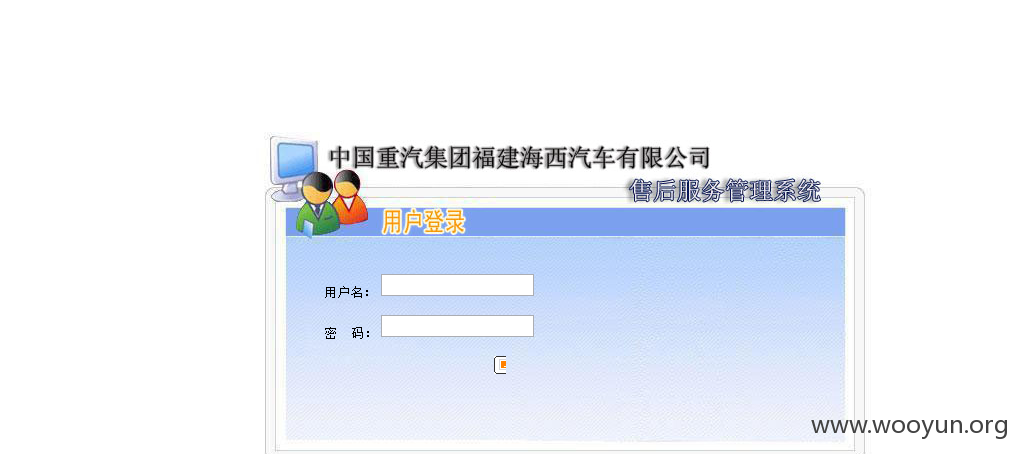 中国重汽集团福建海西汽车有限公司
售后服务管理系统
用户登录
用户名：
密 码：
www.wooyun.org